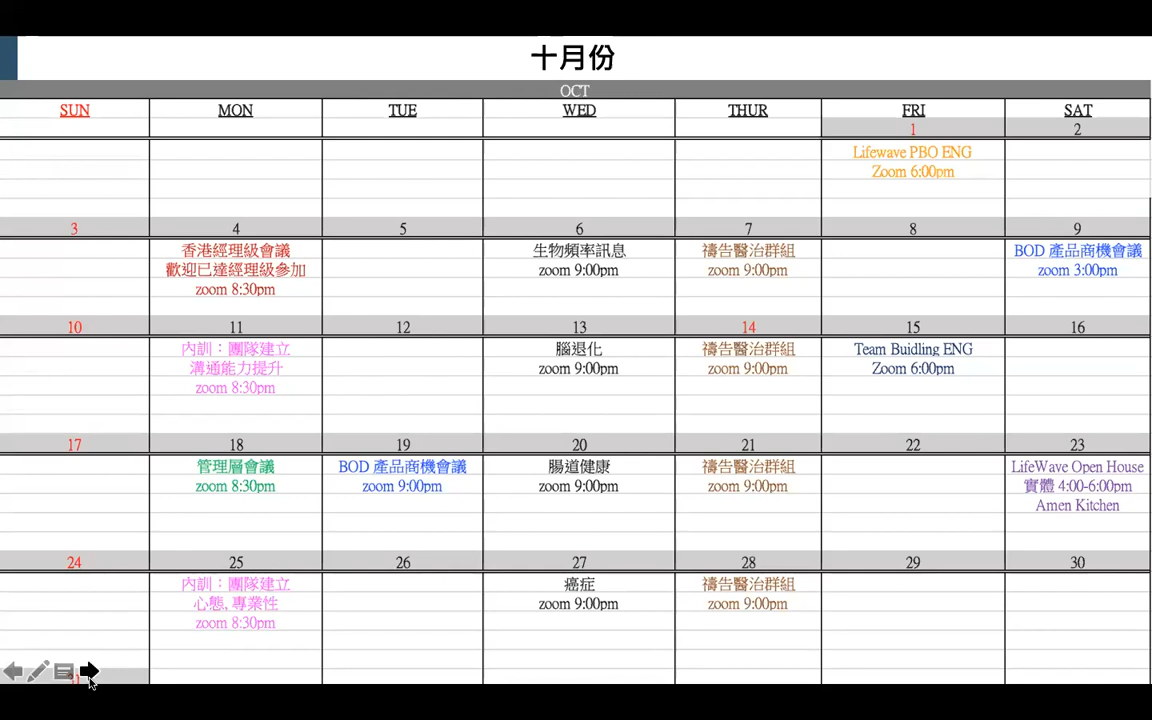 十月份
OCT
SUN MON TUE WED THUR FRI SAT
1 2
Lifewave PBO ENG
Zoom 6:00pm
3 4 5 6 7 8 9
香港經理級會議 生物頻率訊息 禱告醫治群組 BOD 產品商機會議
歡迎已達經理級參加 zoom 9:00pm zoom 9:00pm zoom 3:00pm
zoom 8:30pm
10 11 12 13 14 15 16
內訓：團隊建立 腦退化 禱告醫治群組 Team Buidling ENG
溝通能力提升 zoom 9:00pm zoom 9:00pm Zoom 6:00pm
zoom 8:30pm
17 18 19 20 21 22 23
管理層會議 BOD 產品商機會議 腸道健康 禱告醫治群組 LifeWave Open House
zoom 8:30pm zoom 9:00pm zoom 9:00pm zoom 9:00pm 實體 4:00-6:00pm
Amen Kitchen
24 25 26 27 28 29 30
內訓：團隊建立 癌症 禱告醫治群組
心態, 專業性 zoom 9:00pm zoom 9:00pm
zoom 8:30pm